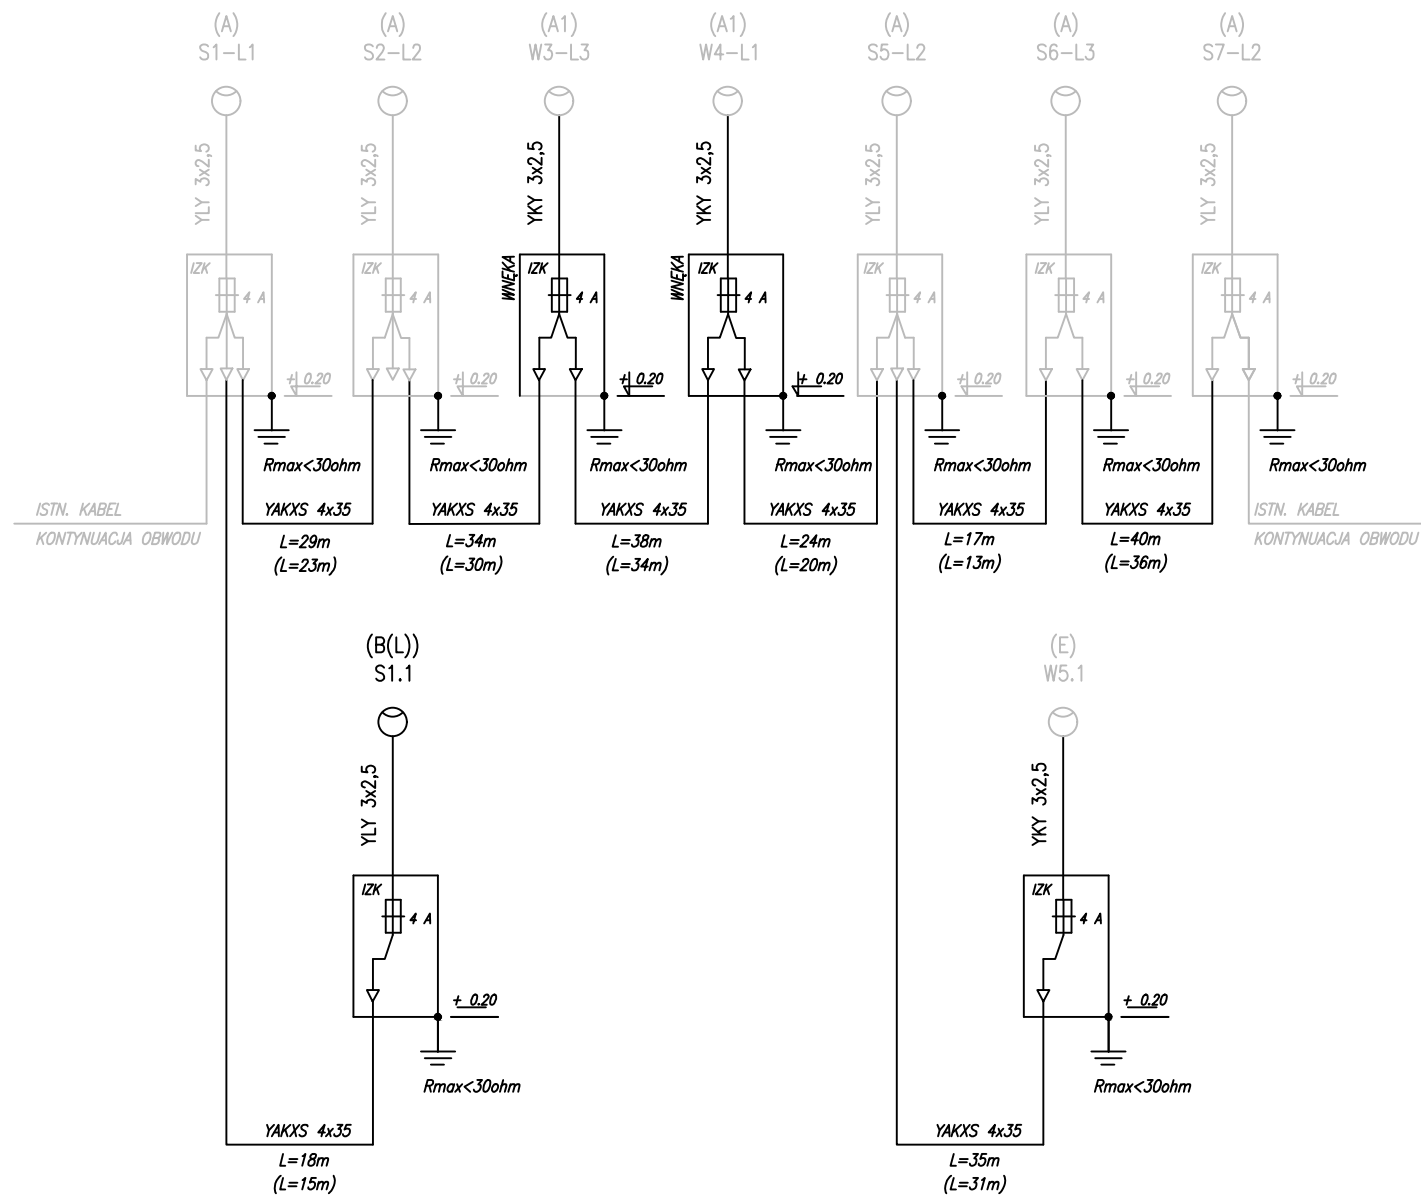 (A)
S1-L1
(A)
S2-L2
(A1)
W3-L3
(A1)
W4-L1
(A)
S5-L2
(A)
S6-L3
(A)
S7-L2
YLY 3x2,5
YLY 3x2,5
YKY 3x2,5
YKY 3x2,5
YLY 3x2,5
YLY 3x2,5
YLY 3x2,5
IZK
4 A
IZK
4 A
WNĘKA
IZK
4 A
WNĘKA
IZK
4 A
IZK
4 A
IZK
4 A
IZK
4 A
+ 0.20
+ 0.20
+ 0.20
+ 0.20
+ 0.20
+ 0.20
+ 0.20
Rmax<30ohm
Rmax<30ohm
Rmax<30ohm
Rmax<30ohm
Rmax<30ohm
Rmax<30ohm
Rmax<30ohm
ISTN. KABEL
KONTYNUACJA OBWODU
YAKXS 4x35
L=29m
(L=23m)
YAKXS 4x35
L=34m
(L=30m)
YAKXS 4x35
L=38m
(L=34m)
YAKXS 4x35
L=24m
(L=20m)
YAKXS 4x35
L=17m
(L=13m)
YAKXS 4x35
L=40m
(L=36m)
ISTN. KABEL
KONTYNUACJA OBWODU
(B(L))
S1.1
YLY 3x2,5
IZK
4 A
+ 0.20
Rmax<30ohm
YAKXS 4x35
L=18m
(L=15m)
(E)
W5.1
YKY 3x2,5
IZK
4 A
+ 0.20
Rmax<30ohm
YAKXS 4x35
L=35m
(L=31m)